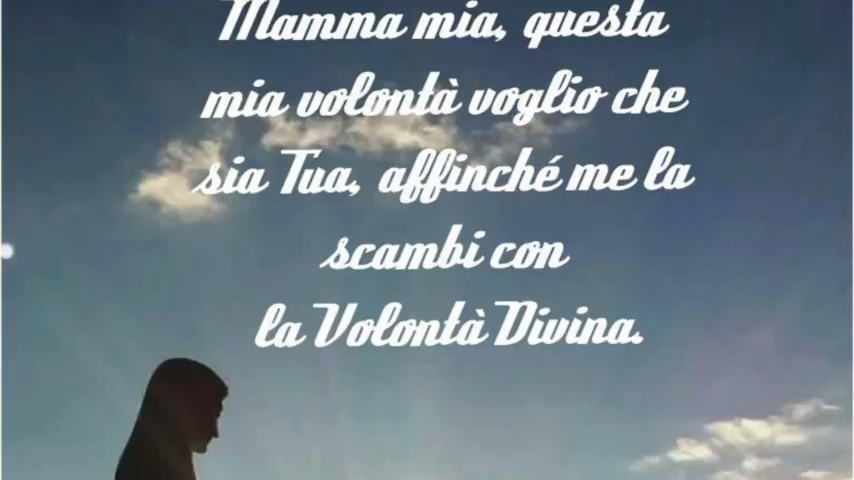 Mamma mia, questa
mia volontà voglio che
sia Tua, affinché me la
scambi con
la Volontà Divina.